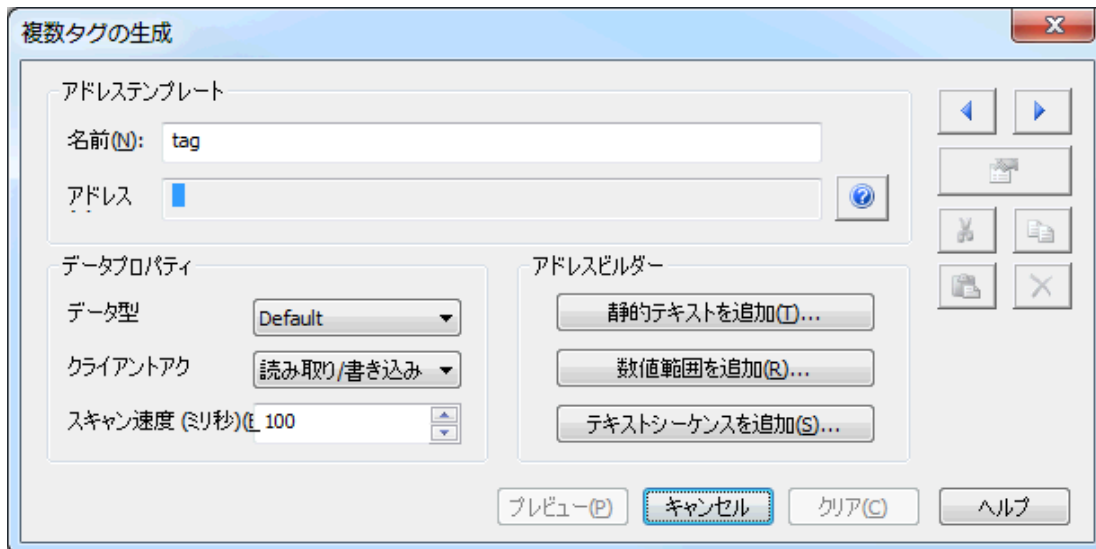 複数タグの生成
アドレステンプレート
名前(N):
tag
アドレス
データプロパティ
データ型
Default
クライアントアク
読み取り/書き込み
スキャン速度 (ミリ秒)(
100
アドレスビルダー
静的テキストを追加(T)...
数値範囲を追加(R)...
テキストシーケンスを追加(S)...
プレビュー(P)
キャンセル
クリア(C)
ヘルプ